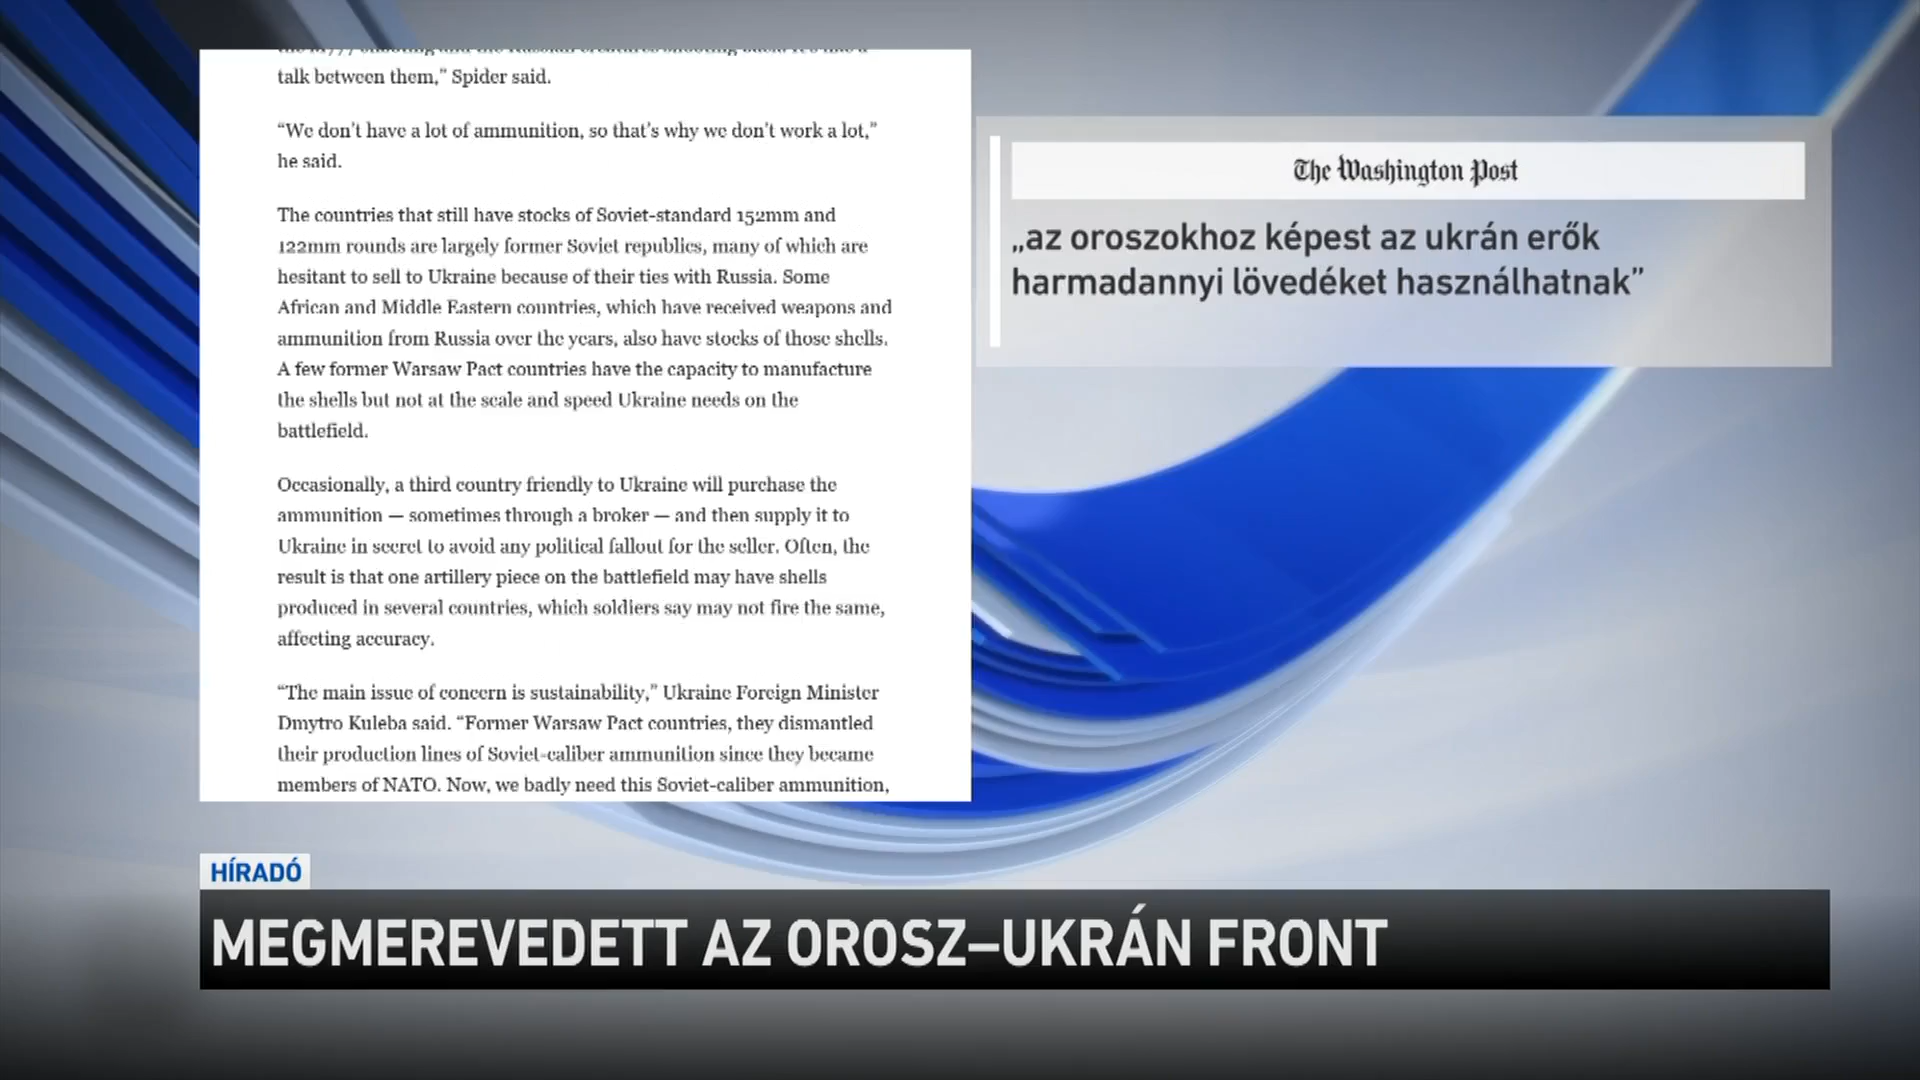 talk between them,” Spider said.
“We don’t have a lot of ammunition, so that’s why we don’t work a lot,”
he said.
The countries that still have stocks of Soviet-standard 152mm and
122mm rounds are largely former Soviet republics, many of which are
hesitant to sell to Ukraine because of their ties with Russia. Some
African and Middle Eastern countries, which have received weapons and
ammunition from Russia over the years, also have stocks of those shells.
A few former Warsaw Pact countries have the capacity to manufacture
the shells but not at the scale and speed Ukraine needs on the
battlefield.
Occasionally, a third country friendly to Ukraine will purchase the
ammunition — sometimes through a broker — and then supply it to
Ukraine in secret to avoid any political fallout for the seller. Often, the
result is that one artillery piece on the battlefield may have shells
produced in several countries, which soldiers say may not fire the same,
affecting accuracy.
“The main issue of concern is sustainability,” Ukraine Foreign Minister
Dmytro Kuleba said. “Former Warsaw Pact countries, they dismantled
their production lines of Soviet-caliber ammunition since they became
members of NATO. Now, we badly need this Soviet-caliber ammunition,
The Washington Post
„az oroszokhoz képest az ukrán erők
harmadannyi lövedéket használhatnak”
HÍRADÓ
MEGMEREVEDETT AZ OROSZ–UKRÁN FRONT